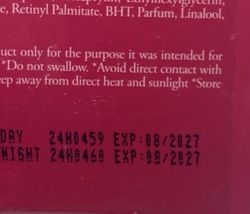 Ethylhexylglycerin,
e, Retinyl Palmitate, BHT, Parfum, Linalool,
uct only for the purpose it was intended for
*Do not swallow. *Avoid direct contact with
ep away from direct heat and sunlight *Store
DAY 24H0459 EXP:08/2027
NIGHT 24H0460 EXP:08/2027